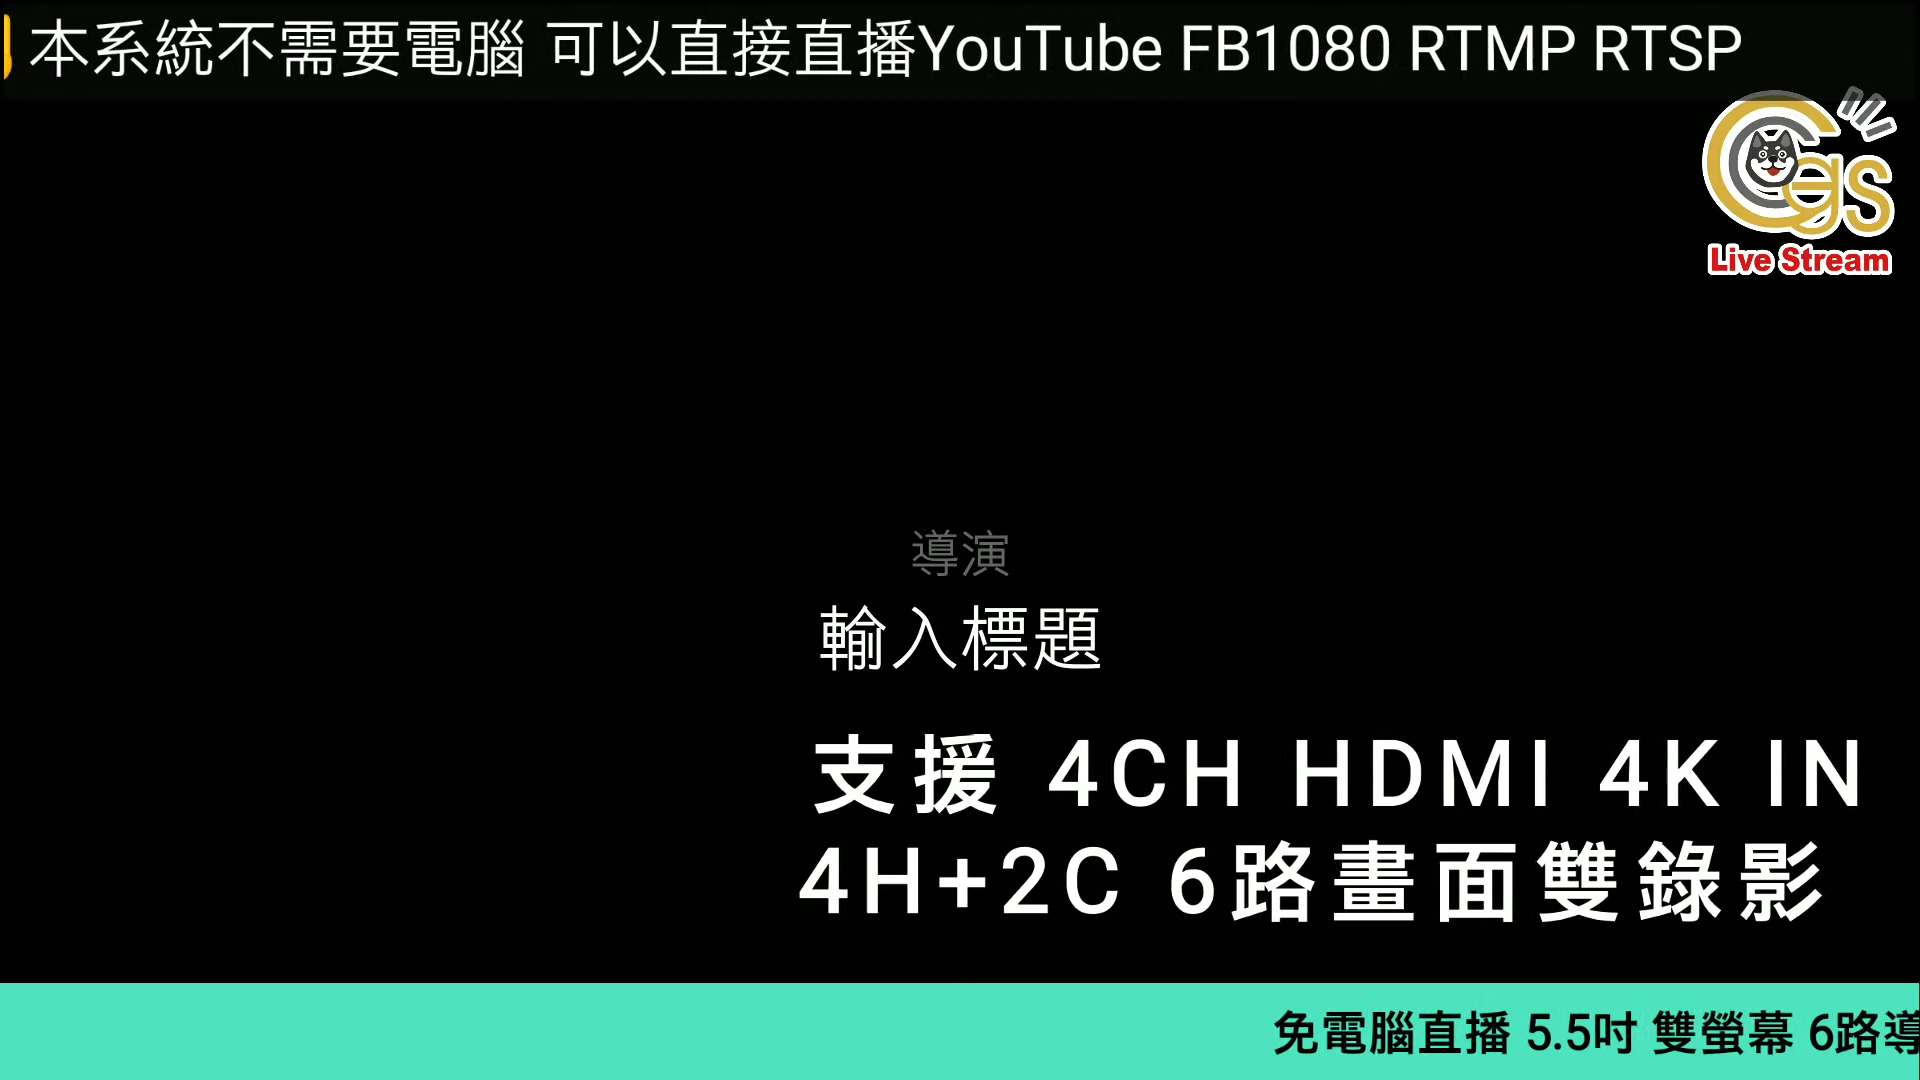 本系統不需要電腦 可以直接直播YouTube FB1080 RTMP RTSP
Cgs
Live Stream
導演
輸入標題
支援 4CH HDMI 4K IN
4H+2C 6路畫面雙錄影
免電腦直播 5.5吋 雙螢幕 6路導